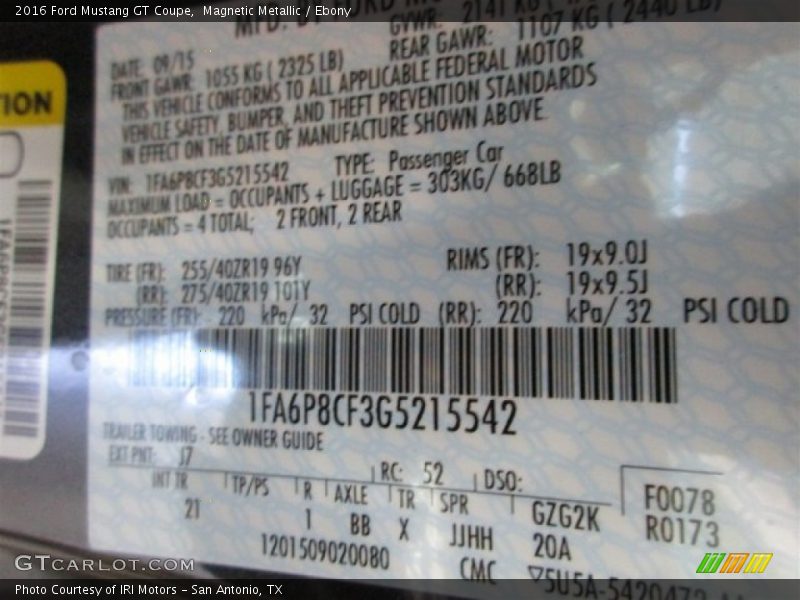 2016 Ford Mustang GT Coupe, Magnetic Metallic / Ebony
DATE: 09/15
GVWR: 2141 KG (
FRONT GAWR: 1055 KG ( 2325 LB)
REAR GAWR: 1107 KG ( 2440 LB)
THIS VEHICLE CONFORMS TO ALL APPLICABLE FEDERAL MOTOR
VEHICLE SAFETY, BUMPER, AND THEFT PREVENTION STANDARDS
IN EFFECT ON THE DATE OF MANUFACTURE SHOWN ABOVE.
VIN: 1FA6P8CF3G5215542 TYPE: Passenger Car
MAXIMUM LOAD = OCCUPANTS + LUGGAGE = 303KG/ 668LB
OCCUPANTS = 4 TOTAL; 2 FRONT, 2 REAR
TIRE (FR): 255/40ZR19 96Y RIMS (FR): 19x9.0J
(RR): 275/40ZR19 101Y (RR): 19x9.5J
PRESSURE (FR): 220 kPa/ 32 PSI COLD (RR): 220 kPa/ 32 PSI COLD
1FA6P8CF3G5215542
TRAILER TOWING - SEE OWNER GUIDE
EXT PNT: J7 RC: 52 DSO:
INT TR TP/PS R AXLE TR SPR GZG2K F0078
21 1 BB X JJHH 20A R0173
1201509020080 CMC
GTCARLOT.COM
Photo Courtesy of IRI Motors – San Antonio, TX